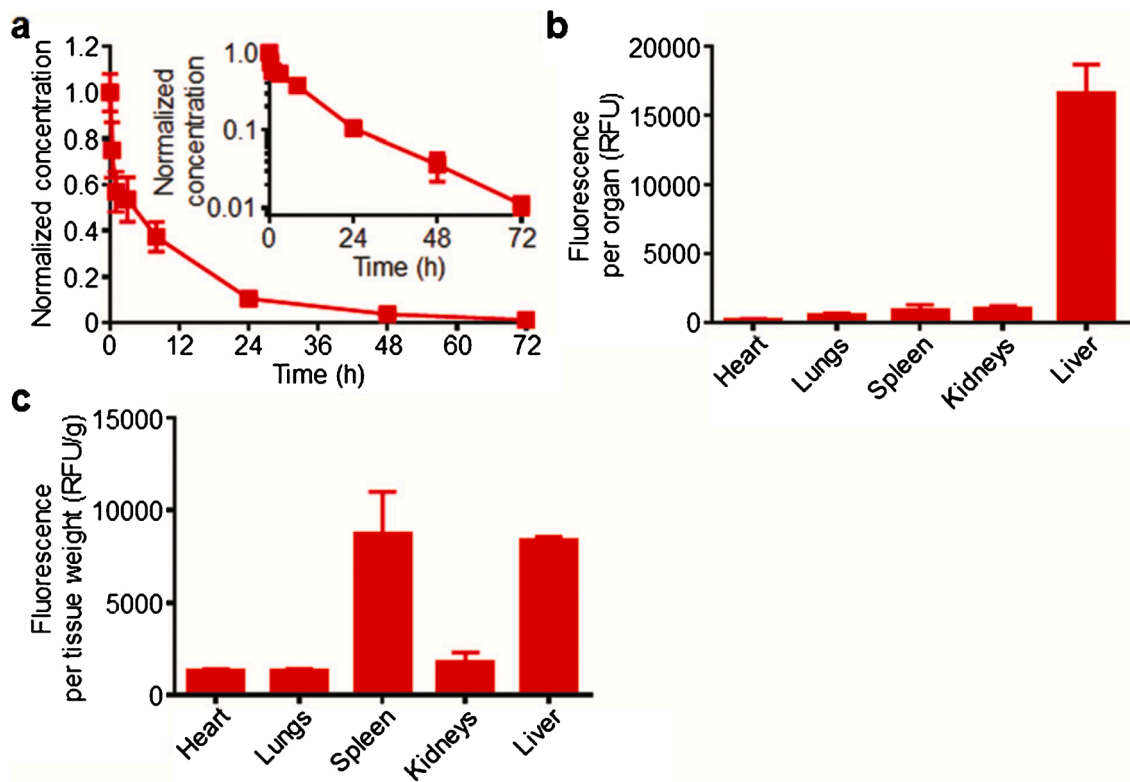 a
Normalized concentration
1.2
1.0
0.8
0.6
0.4
0.2
0
0 12 24 36 48 60 72
Time (h)
Normalized
concentration
1.0
0.1
0.01
0 24 48 72
Time (h)
b
Fluorescence
per organ (RFU)
20000
15000
10000
5000
0
Heart Lungs Spleen Kidneys Liver
c
Fluorescence
per tissue weight (RFU/g)
15000
10000
5000
0
Heart Lungs Spleen Kidneys Liver